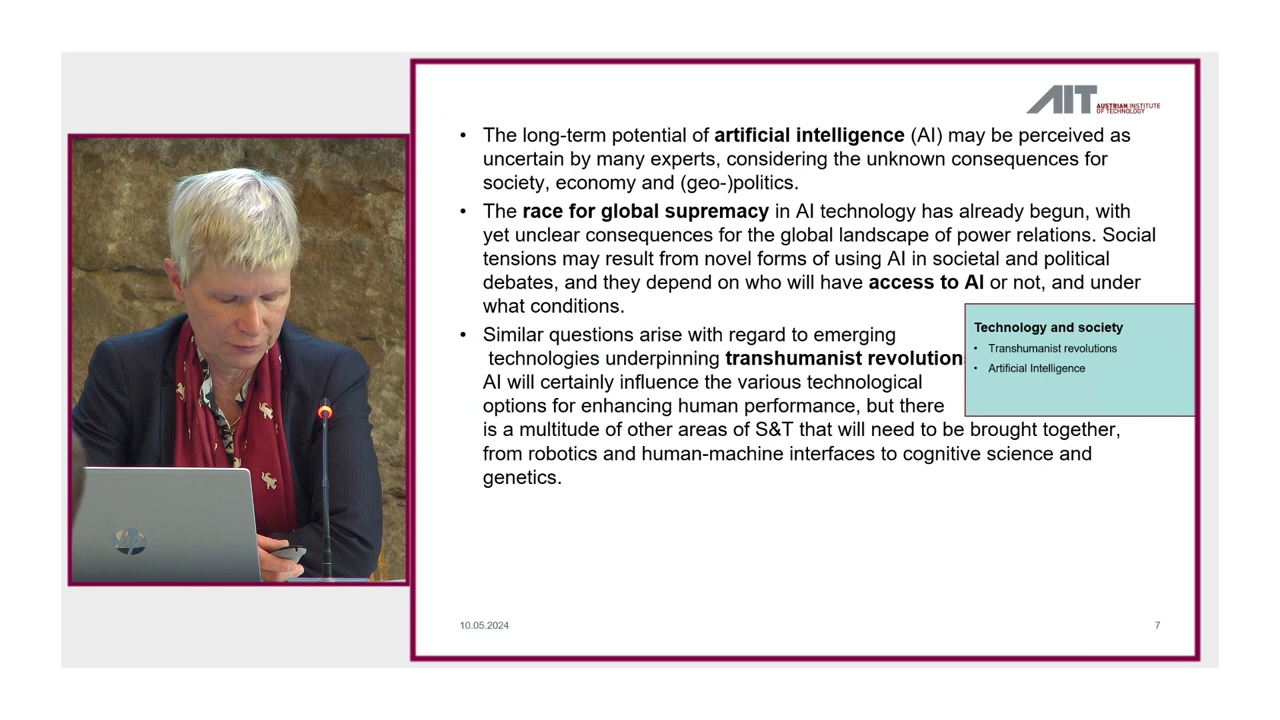 AIT AUSTRIAN INSTITUTE
OF TECHNOLOGY
• The long-term potential of artificial intelligence (AI) may be perceived as
uncertain by many experts, considering the unknown consequences for
society, economy and (geo-)politics.
• The race for global supremacy in AI technology has already begun, with
yet unclear consequences for the global landscape of power relations. Social
tensions may result from novel forms of using AI in societal and political
debates, and they depend on who will have access to AI or not, and under
what conditions.
• Similar questions arise with regard to emerging
technologies underpinning transhumanist revolution
AI will certainly influence the various technological
options for enhancing human performance, but there
is a multitude of other areas of S&T that will need to be brought together,
from robotics and human-machine interfaces to cognitive science and
genetics.
Technology and society
• Transhumanist revolutions
• Artificial Intelligence
hp
10.05.2024
7